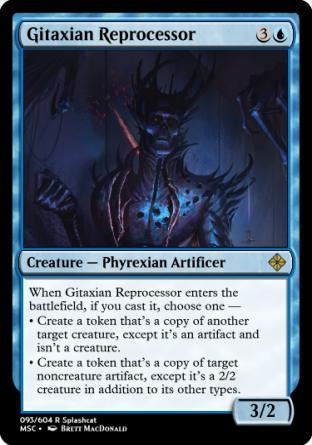 Gitaxian Reprocessor 3
Creature — Phyrexian Artificer
When Gitaxian Reprocessor enters the
battlefield, if you cast it, choose one —
• Create a token that's a copy of another
target creature, except it's an artifact and
isn't a creature.
• Create a token that's a copy of target
noncreature artifact, except it's a 2/2
creature in addition to its other types.
3/2
093/604 R Splashcat
MSC • Brett MacDonald